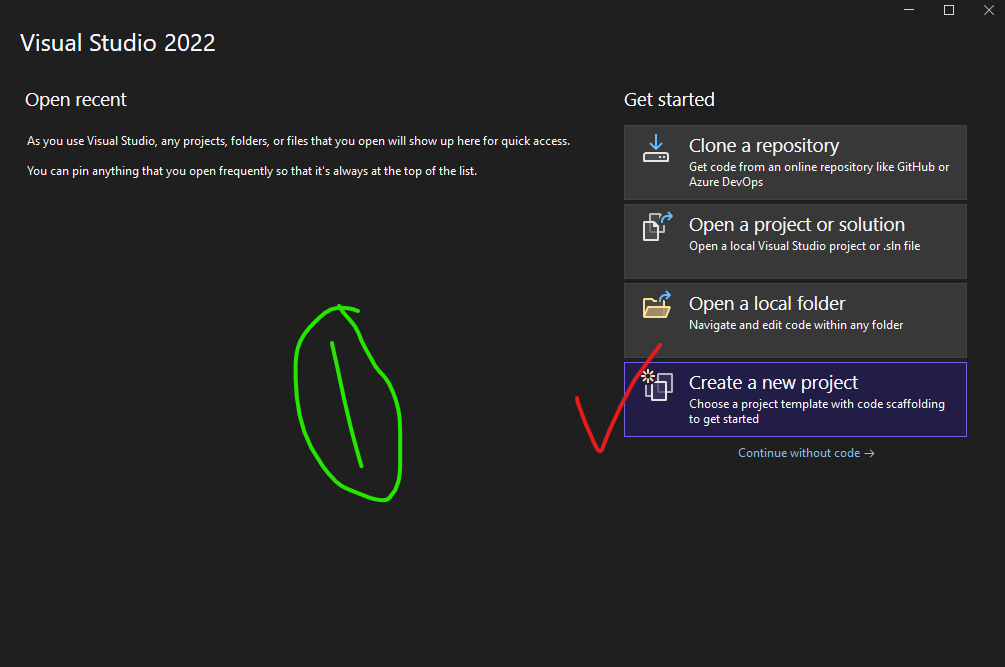 Visual Studio 2022
Open recent
As you use Visual Studio, any projects, folders, or files that you open will show up here for quick access.
You can pin anything that you open frequently so that it's always at the top of the list.
Get started
Clone a repository
Get code from an online repository like GitHub or
Azure DevOps
Open a project or solution
Open a local Visual Studio project or .sln file
Open a local folder
Navigate and edit code within any folder
Create a new project
Choose a project template with code scaffolding
to get started
Continue without code →